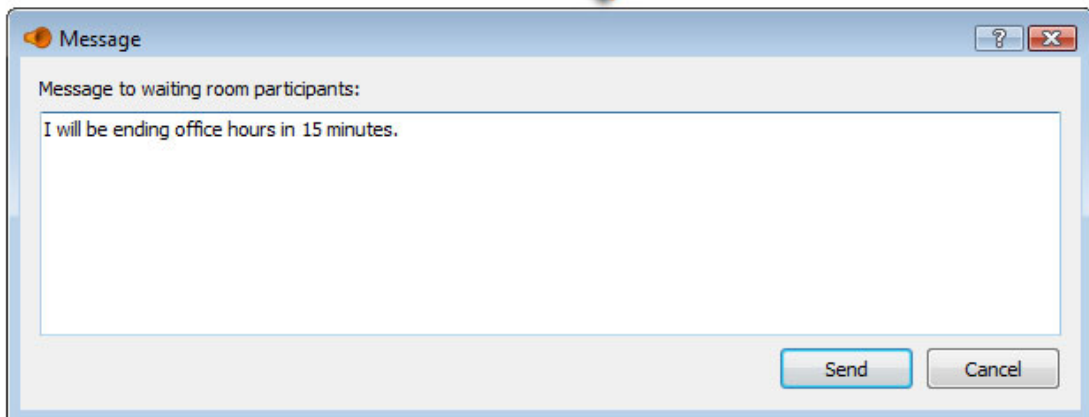 Message
?
Message to waiting room participants:
I will be ending office hours in 15 minutes.
Send Cancel